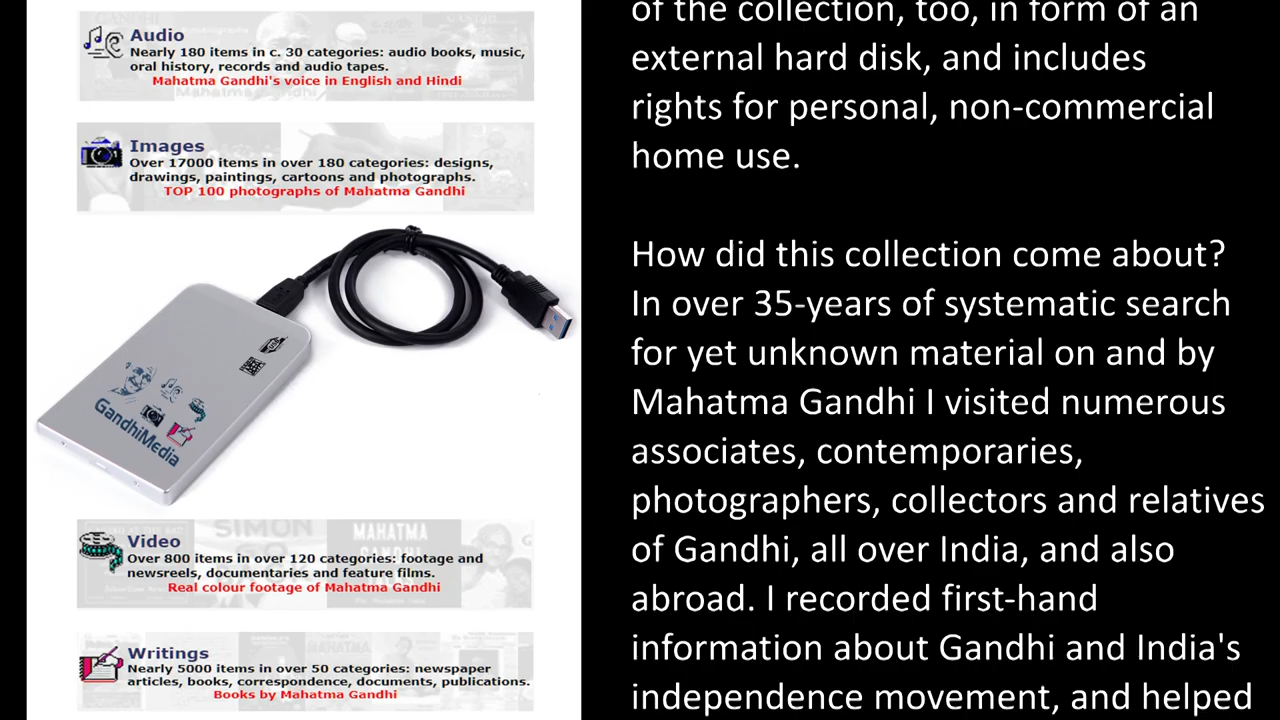 Audio
Nearly 180 items in c. 30 categories: audio books, music,
oral history, records and audio tapes.
Mahatma Gandhi's voice in English and Hindi
Images
Over 17000 items in over 180 categories: designs,
drawings, paintings, cartoons and photographs.
TOP 100 photographs of Mahatma Gandhi
GandhiMedia
SIMON
MAHATMA
Video
Over 800 items in over 120 categories: footage and
newsreels, documentaries and feature films.
Real colour footage of Mahatma Gandhi
Writings
Nearly 5000 items in over 50 categories: newspaper
articles, books, correspondence, documents, publications.
Books by Mahatma Gandhi
of the collection, too, in form of an
external hard disk, and includes
rights for personal, non-commercial
home use.
How did this collection come about?
In over 35-years of systematic search
for yet unknown material on and by
Mahatma Gandhi I visited numerous
associates, contemporaries,
photographers, collectors and relatives
of Gandhi, all over India, and also
abroad. I recorded first-hand
information about Gandhi and India's
independence movement, and helped